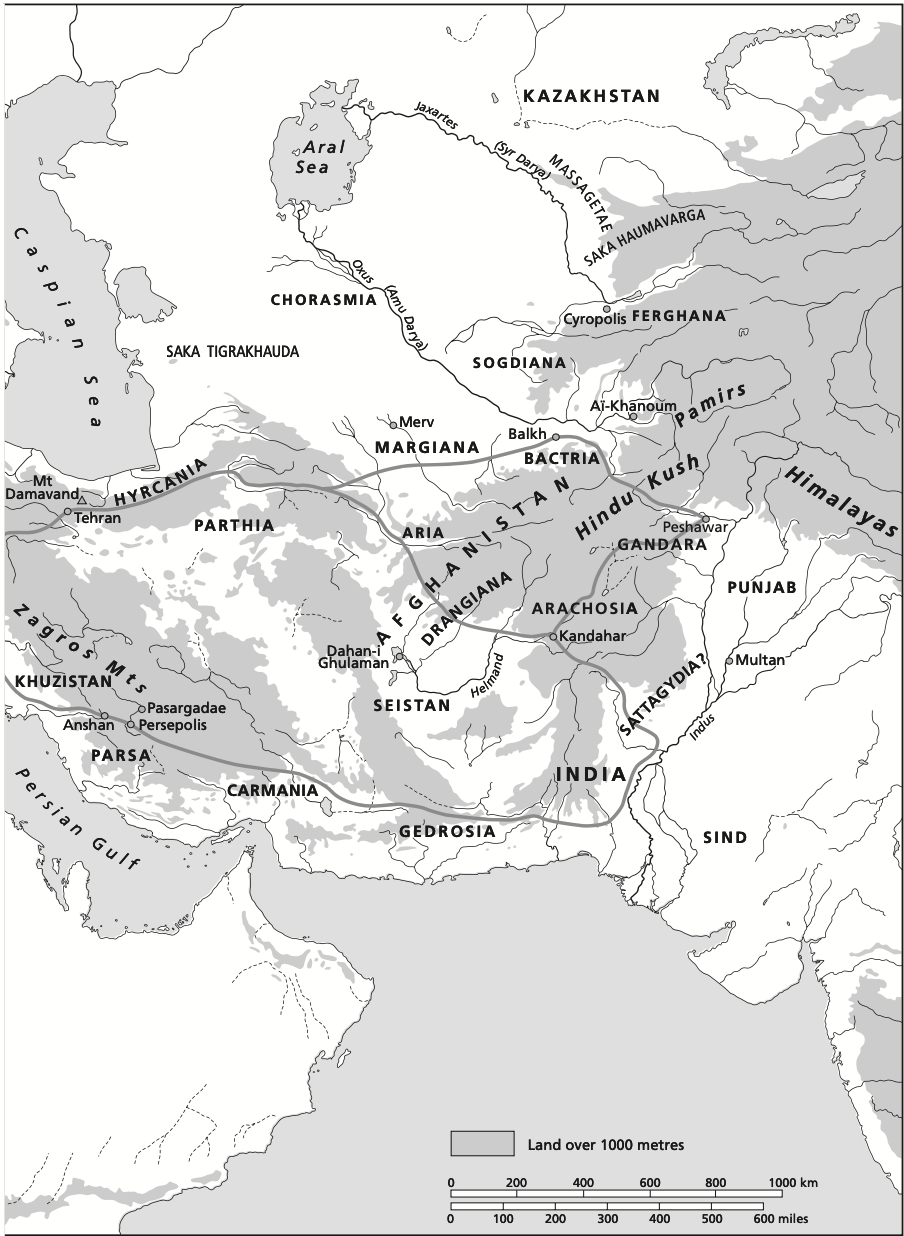 KAZAKHSTAN
Jaxartes
(Syr Darya)
Aral
Sea
MASSAGETAE
SAKA HAUMAVARGA
Caspian Sea
Oxus
(Amu Darya)
CHORASMIA
Cyropolis
FERGHANA
SAKA TIGRAKHAUDA
SOGDIANA
Pamirs
Aï-Khanoum
Merv
Balkh
MARGIANA
BACTRIA
Hindu Kush
Himalayas
Mt
Damavand
HYRCANIA
Tehran
PARTHIA
ARIA
AFGHANISTAN
Peshawar
GANDARA
PUNJAB
DRANGIANA
ARACHOSIA
Zagros Mts
Kandahar
Dahan-i
Ghulaman
Helmand
Multan
KHUZISTAN
SATTAGYDIA?
SEISTAN
Pasargadae
Anshan
Persepolis
Indus
PARSA
INDIA
CARMANIA
Persian Gulf
GEDROSIA
SIND
Land over 1000 metres
0 200 400 600 800 1000 km
0 100 200 300 400 500 600 miles